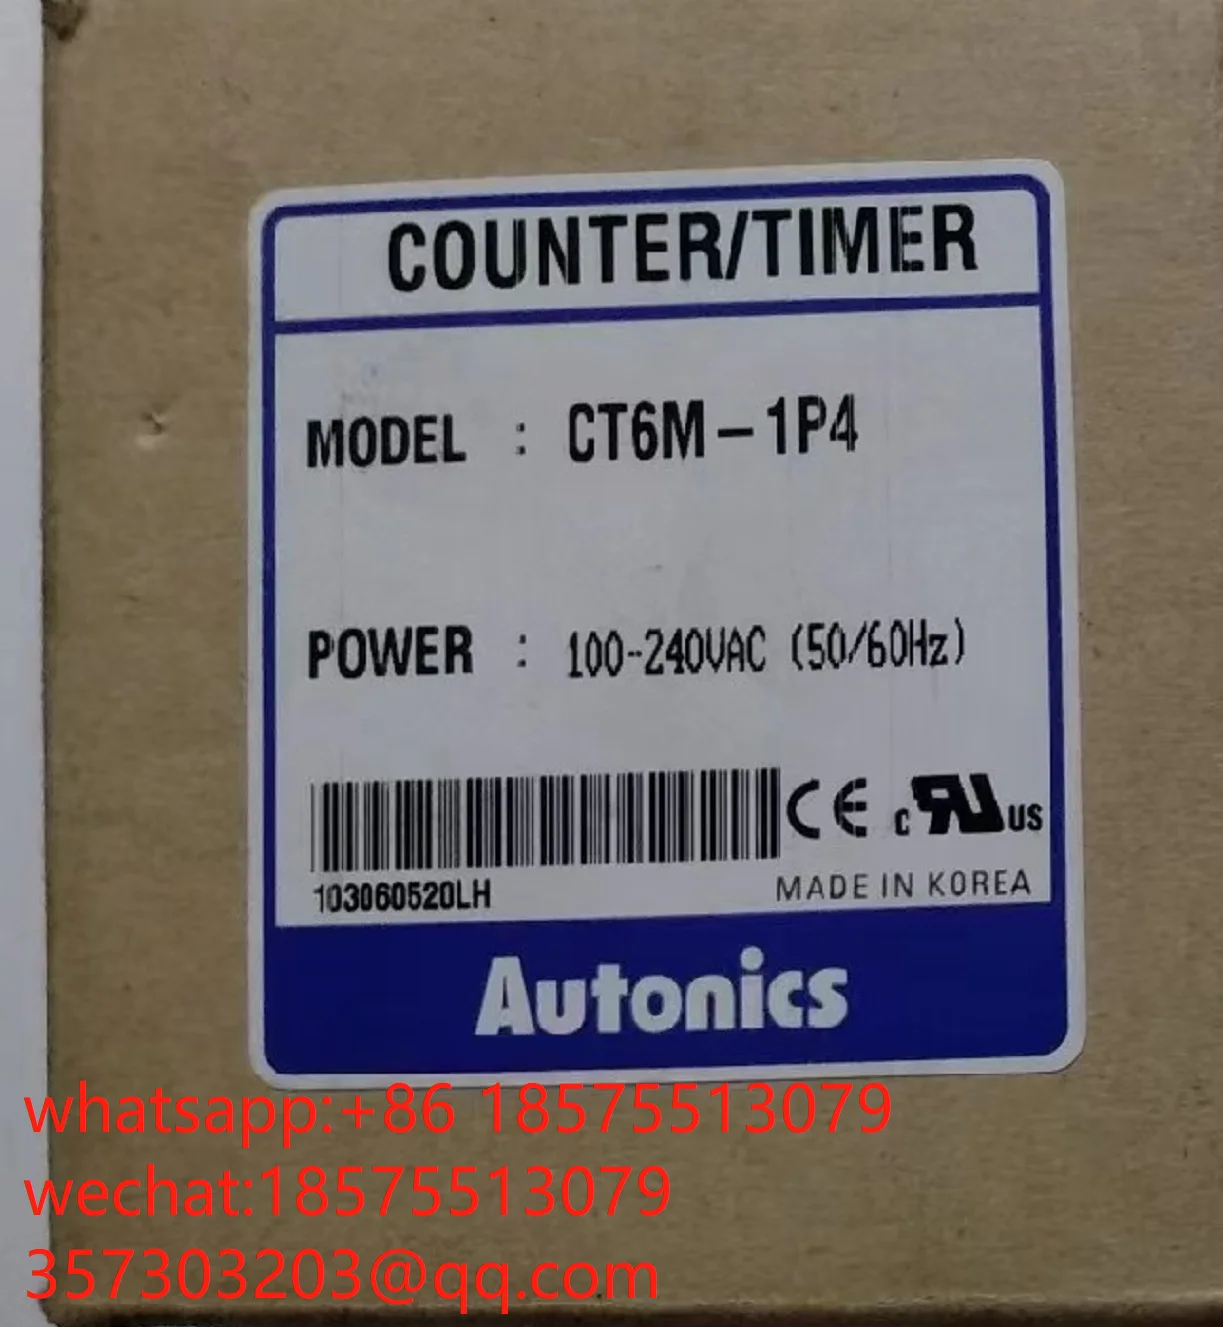 COUNTER/TIMER
MODEL : CT6M-1P4
POWER : 100-240VAC (50/60Hz)
CE c RU US
103060520LH
MADE IN KOREA
Autonics
whatsapp:+86 18575513079
wechat:18575513079
357303203@qq.com